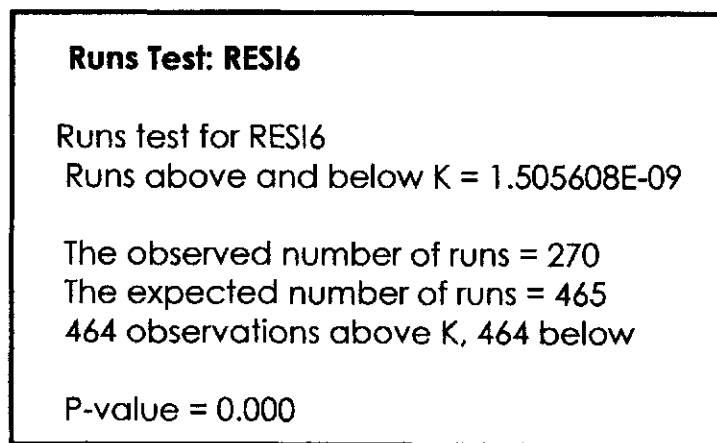 Runs Test: RESI6
Runs test for RESI6
Runs above and below K = 1.505608E-09
The observed number of runs = 270
The expected number of runs = 465
464 observations above K, 464 below
P-value = 0.000